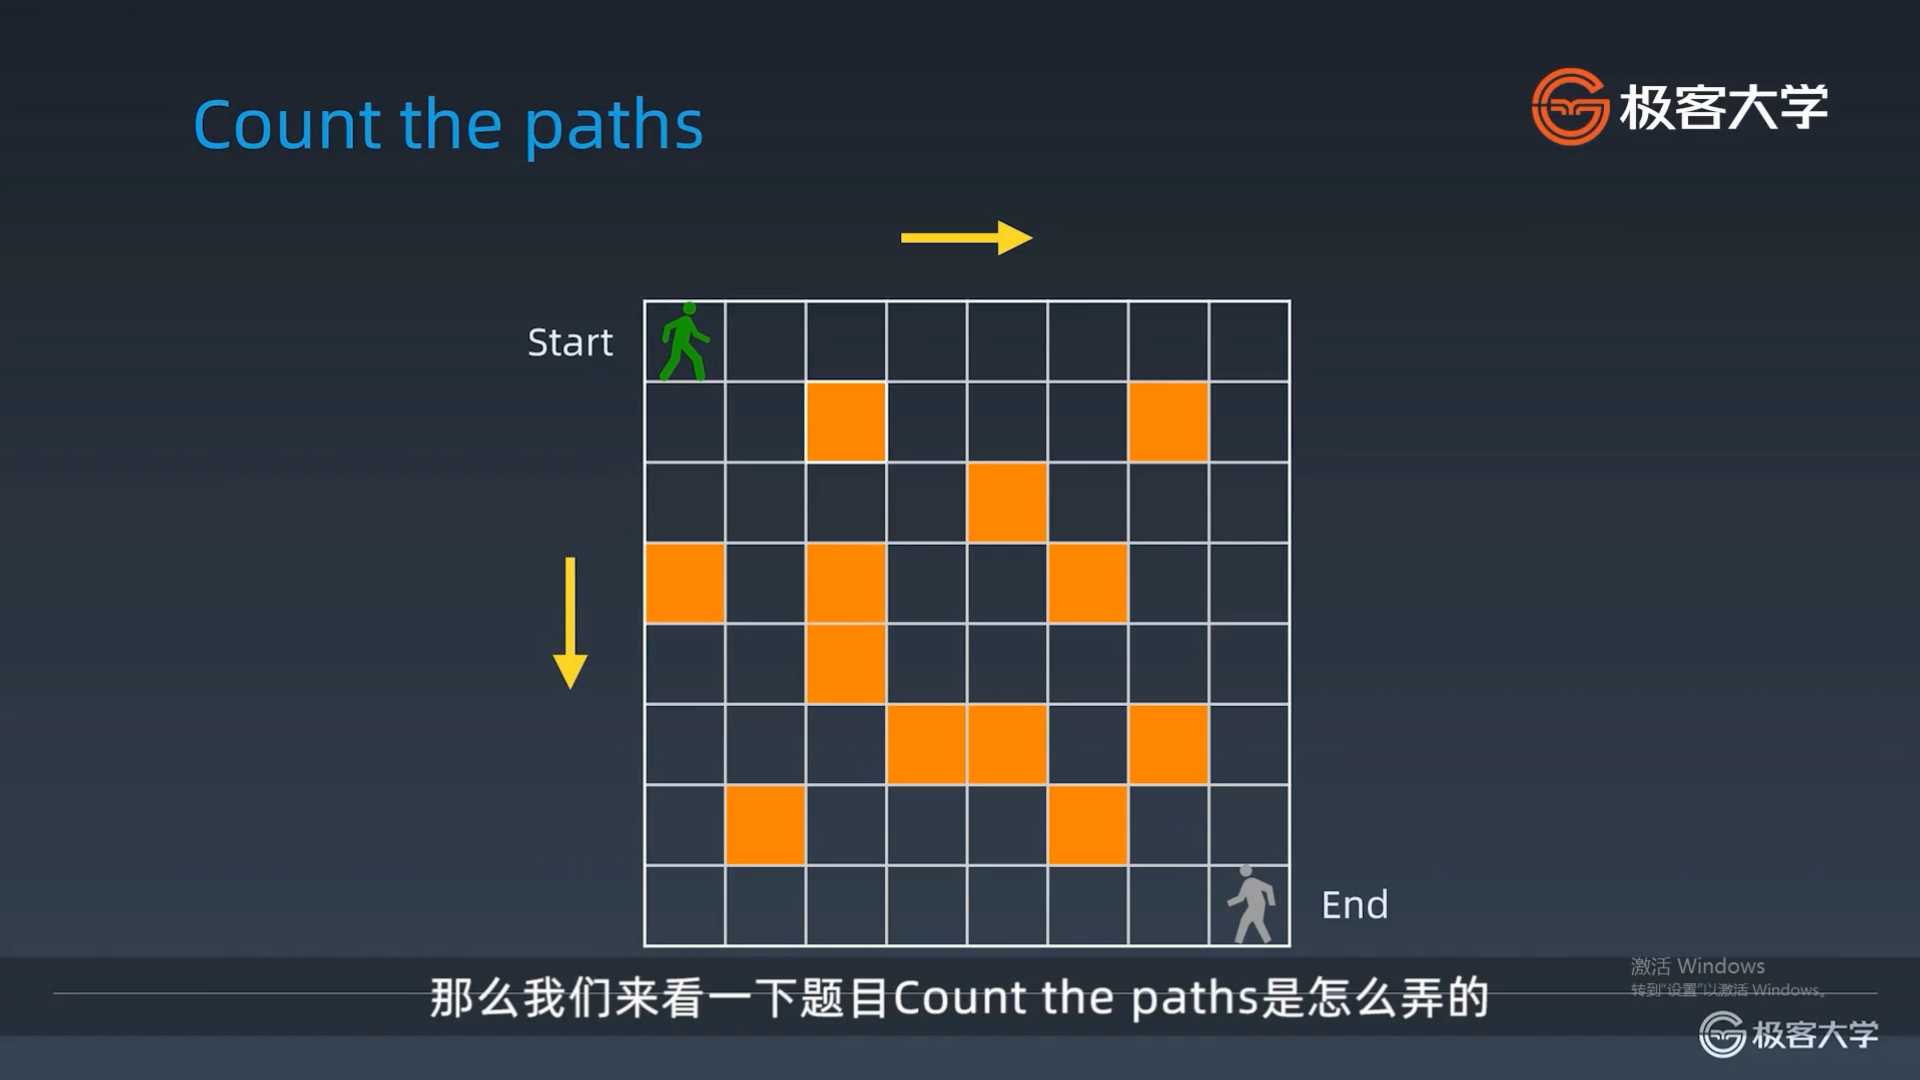 Count the paths
极客大学
Start
End
激活 Windows
转到“设置”以激活 Windows。
那么我们来看一下题目Count the paths是怎么弄的
极客大学